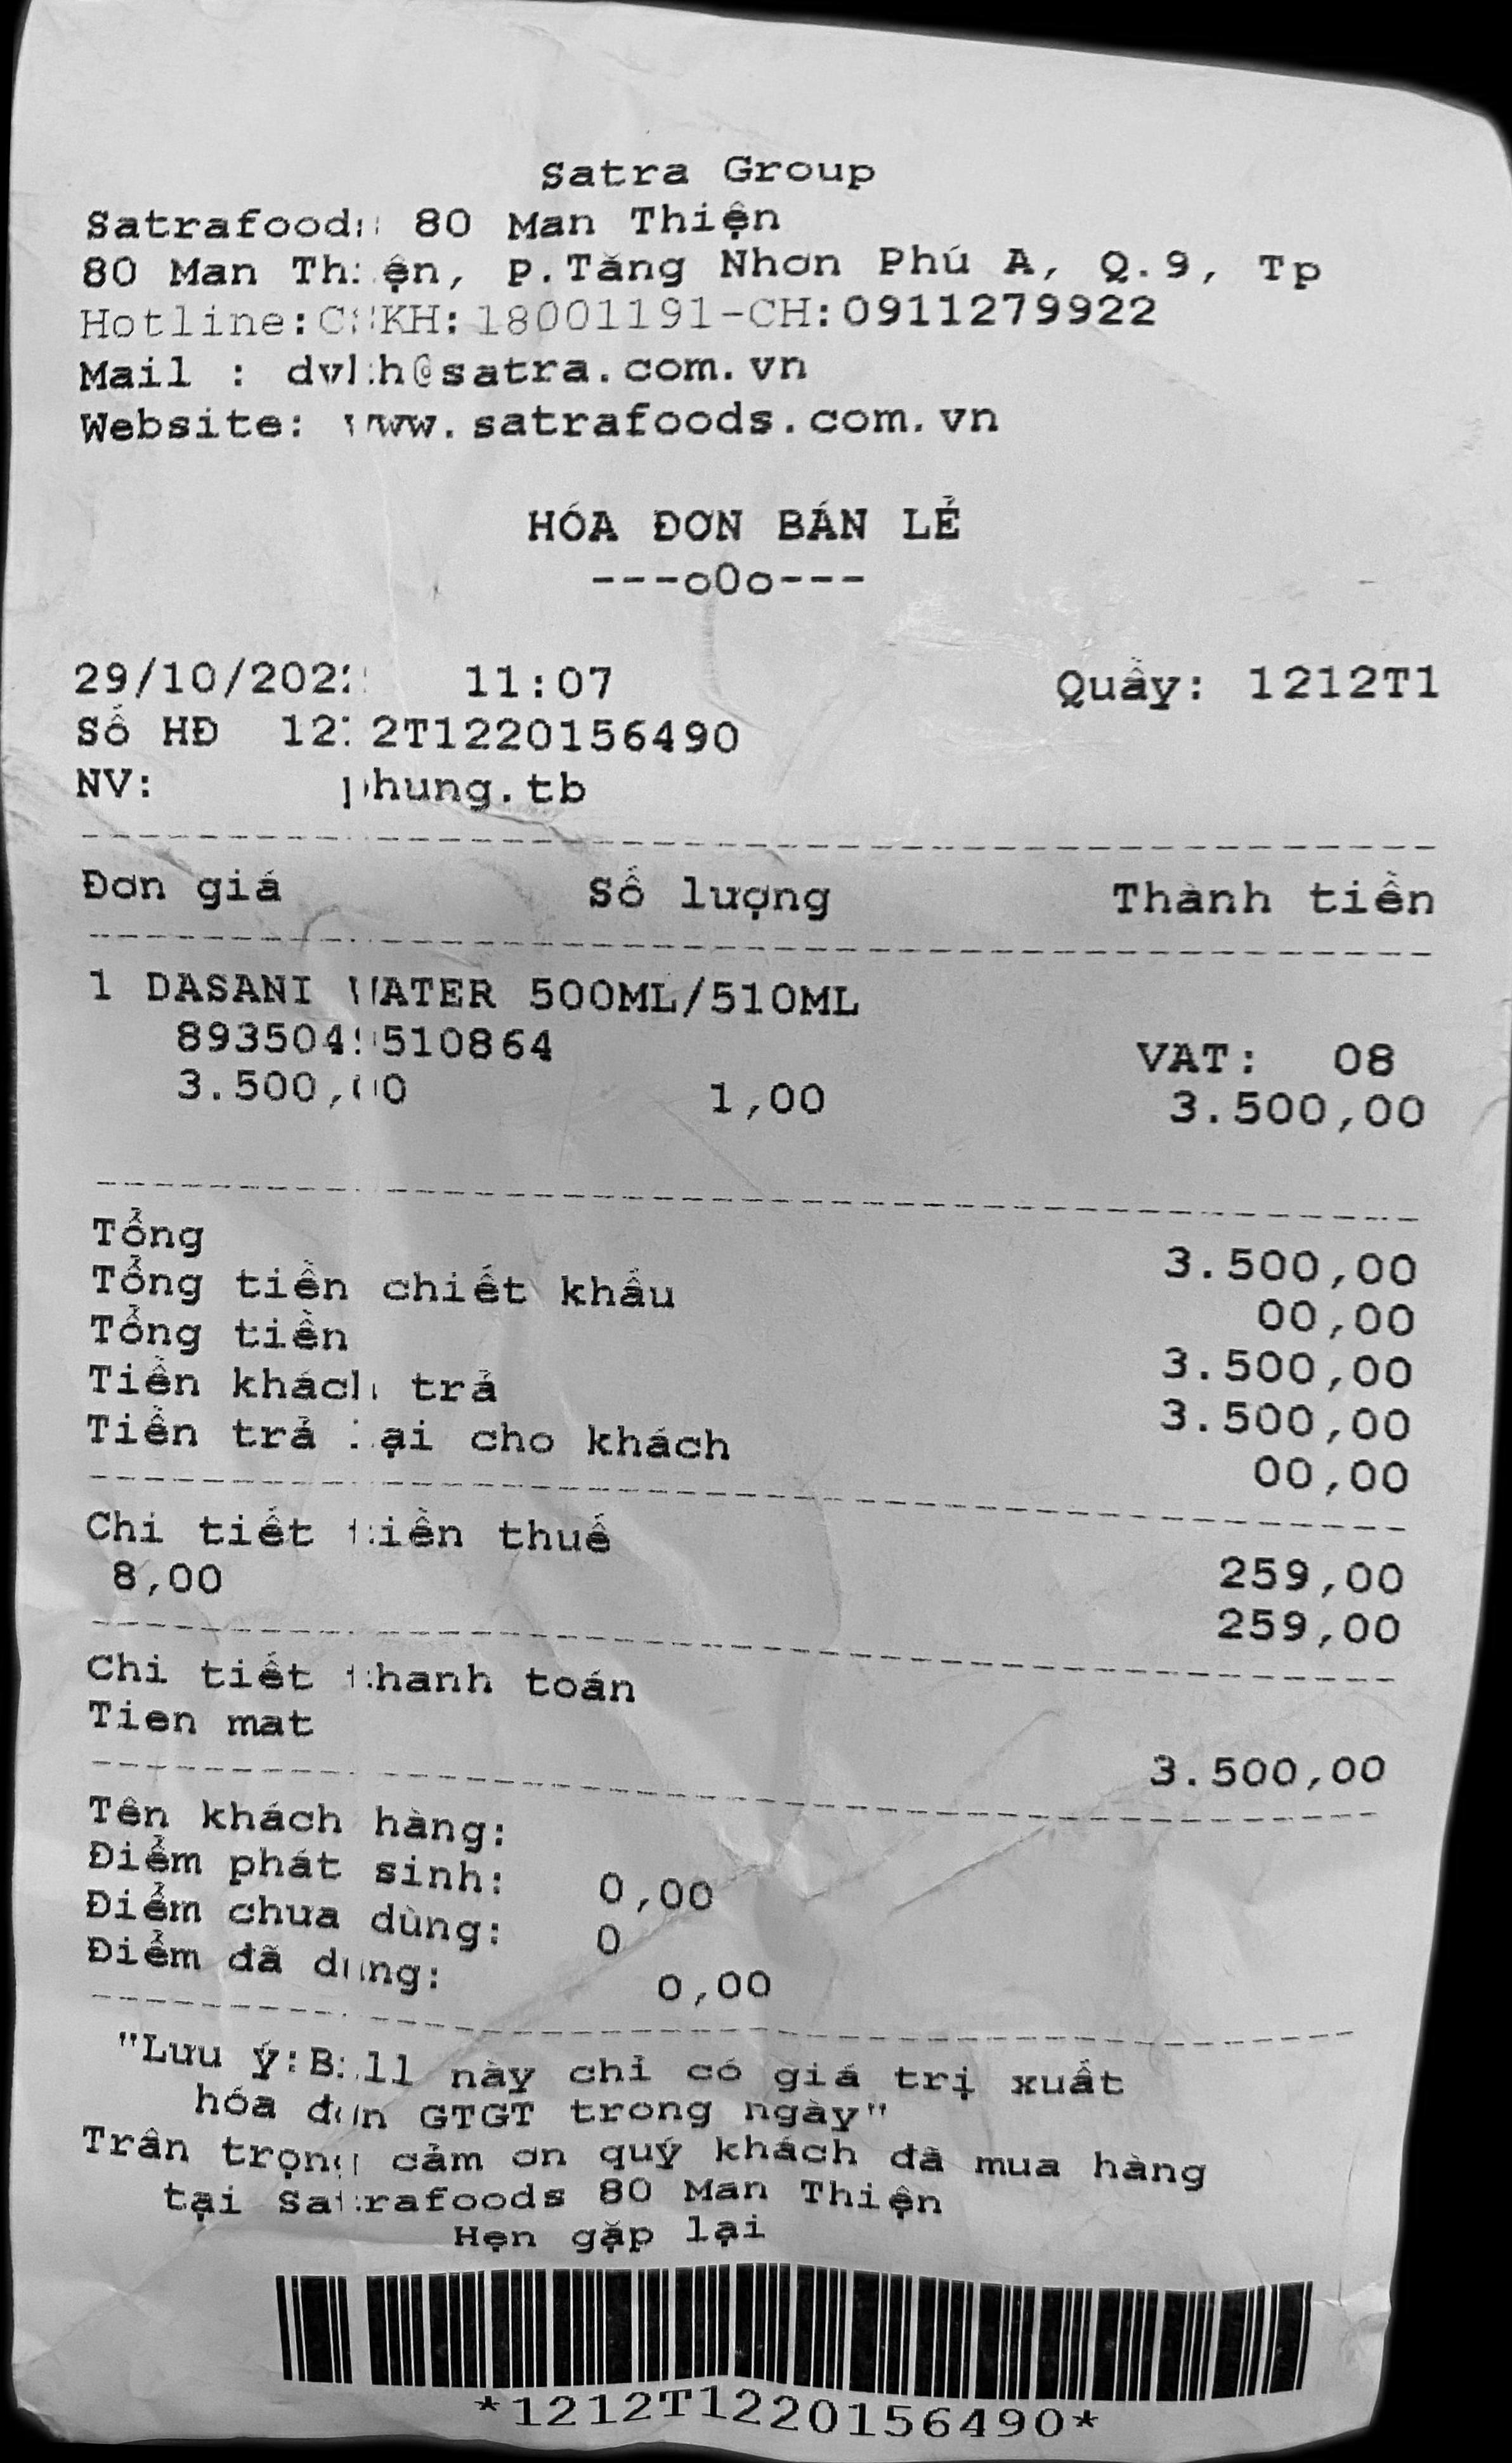 Satra Group
Satrafoods 80 Man Thiện
80 Man Thiện, P.Tăng Nhơn Phú A, Q.9, Tp
Hotline:CSKH:18001191-CH:0911279922
Mail : dvkh@satra.com.vn
Website: www.satrafoods.com.vn
HÓA ĐƠN BÁN LẺ
---oOo---
29/10/2022 11:07 Quầy: 1212T1
Số HĐ 1212T1220156490
NV: phung.tb
Đơn giá Số lượng Thành tiền
1 DASANI WATER 500ML/510ML
8935049510864 VAT: 08
3.500,00 1,00 3.500,00
Tổng 3.500,00
Tổng tiền chiết khấu 00,00
Tổng tiền 3.500,00
Tiền khách trả 3.500,00
Tiền trả lại cho khách 00,00
Chi tiết tiền thuế 259,00
8,00 259,00
Chi tiết thanh toán
Tien mat 3.500,00
Tên khách hàng:
Điểm phát sinh: 0,00
Điểm chưa dùng: 0
Điểm đã dùng: 0,00
"Lưu ý:Bill này chỉ có giá trị xuất
hóa đơn GTGT trong ngày"
Trân trọng cảm ơn quý khách đã mua hàng
tại Satrafoods 80 Man Thiện
Hẹn gặp lại
*1212T1220156490*